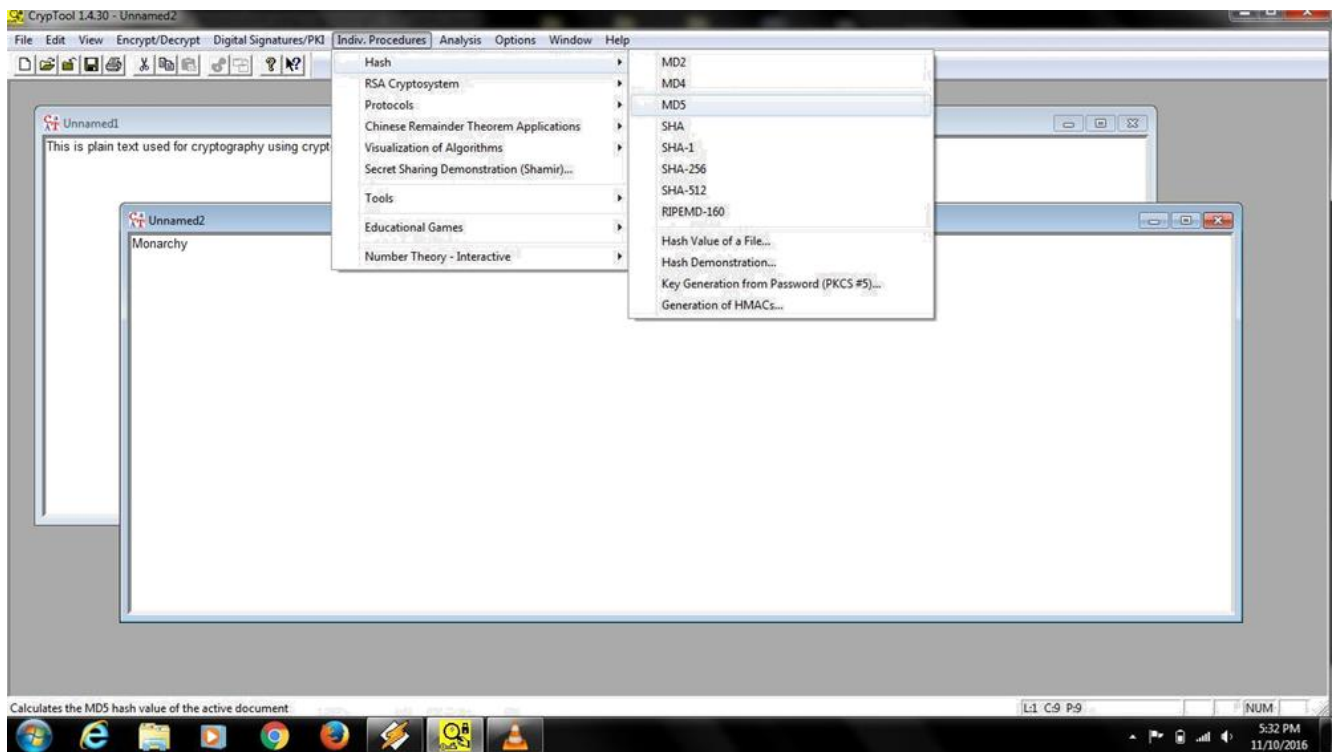 CrypTool 1.4.30 - Unnamed2
File Edit View Encrypt/Decrypt Digital Signatures/PKI Indiv. Procedures Analysis Options Window Help
Hash
RSA Cryptosystem
Protocols
Chinese Remainder Theorem Applications
Visualization of Algorithms
Secret Sharing Demonstration (Shamir)...
Tools
Educational Games
Number Theory - Interactive
MD2
MD4
MD5
SHA
SHA-1
SHA-256
SHA-512
RIPEMD-160
Hash Value of a File...
Hash Demonstration...
Key Generation from Password (PKCS #5)...
Generation of HMACs...
Unnamed1
This is plain text used for cryptography using crypt
Unnamed2
Monarchy
Calculates the MD5 hash value of the active document
L:1 C:9 P:9
NUM
5:32 PM
11/10/2016